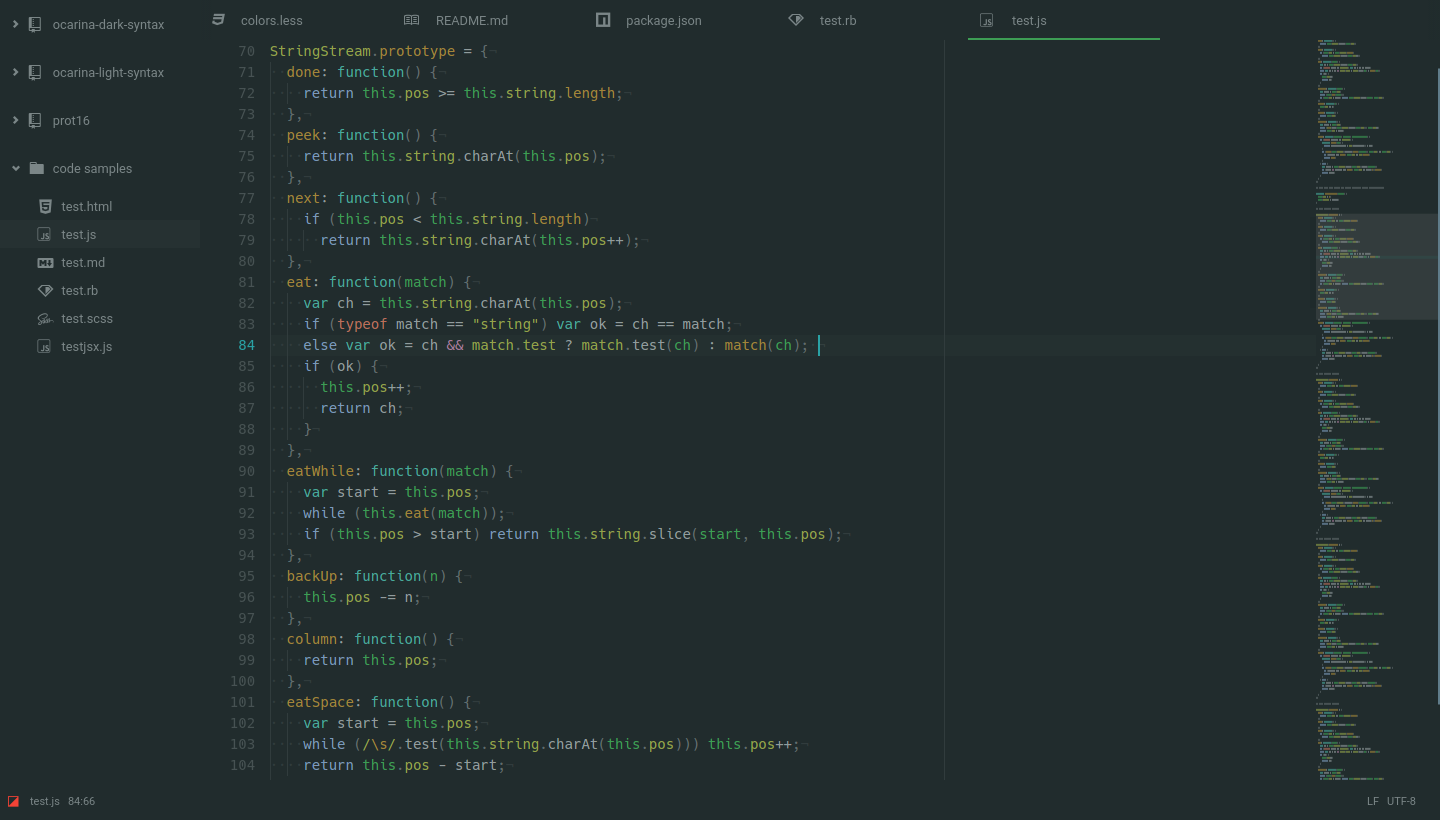 ocarina-dark-syntax
ocarina-light-syntax
prot16
code samples
test.html
test.js
test.md
test.rb
test.scss
testjsx.js
colors.less
README.md
package.json
test.rb
test.js
70 StringStream.prototype = {
71 done: function() {
72 return this.pos >= this.string.length;
73 },
74 peek: function() {
75 return this.string.charAt(this.pos);
76 },
77 next: function() {
78 if (this.pos < this.string.length)
79 return this.string.charAt(this.pos++);
80 },
81 eat: function(match) {
82 var ch = this.string.charAt(this.pos);
83 if (typeof match == "string") var ok = ch == match;
84 else var ok = ch && match.test ? match.test(ch) : match(ch);
85 if (ok) {
86 this.pos++;
87 return ch;
88 }
89 },
90 eatWhile: function(match) {
91 var start = this.pos;
92 while (this.eat(match));
93 if (this.pos > start) return this.string.slice(start, this.pos);
94 },
95 backUp: function(n) {
96 this.pos -= n;
97 },
98 column: function() {
99 return this.pos;
100 },
101 eatSpace: function() {
102 var start = this.pos;
103 while (/\s/.test(this.string.charAt(this.pos))) this.pos++;
104 return this.pos - start;
test.js 84:66
LF UTF-8